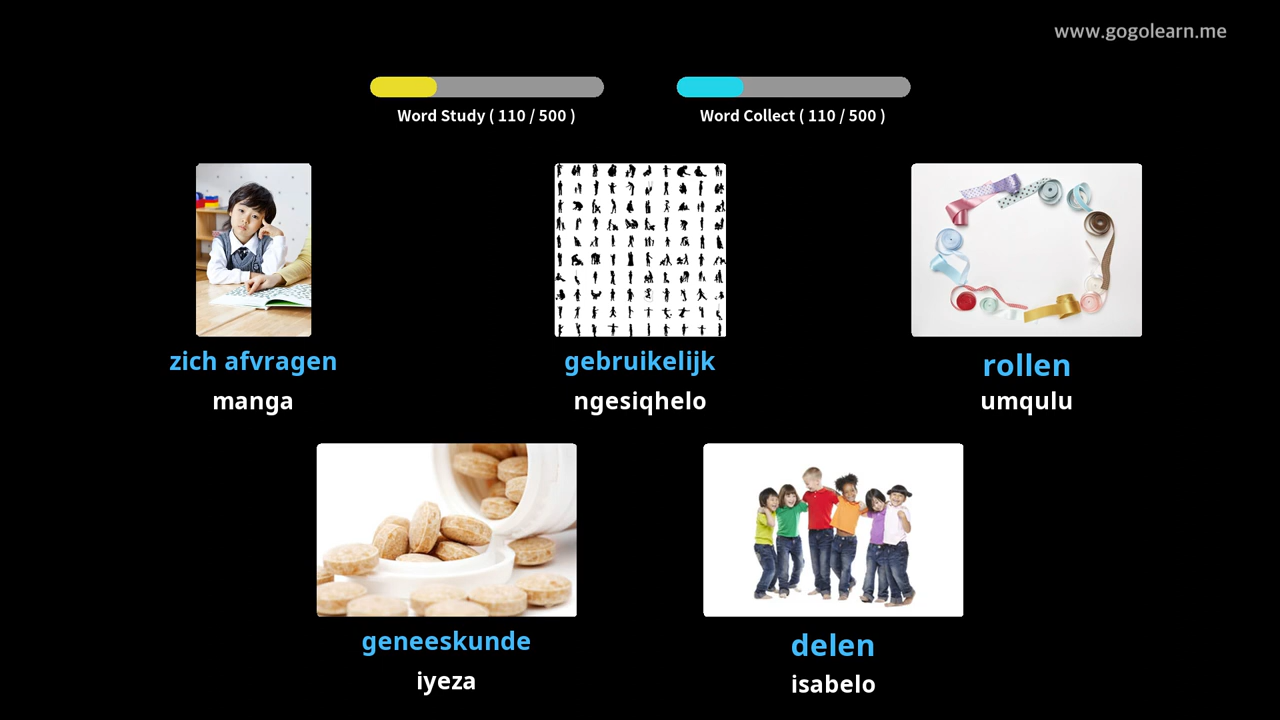 www.gogolearn.me
Word Study ( 110 / 500 )
Word Collect ( 110 / 500 )
zich afvragen
manga
gebruikelijk
ngesiqhelo
rollen
umqulu
geneeskunde
iyeza
delen
isabelo